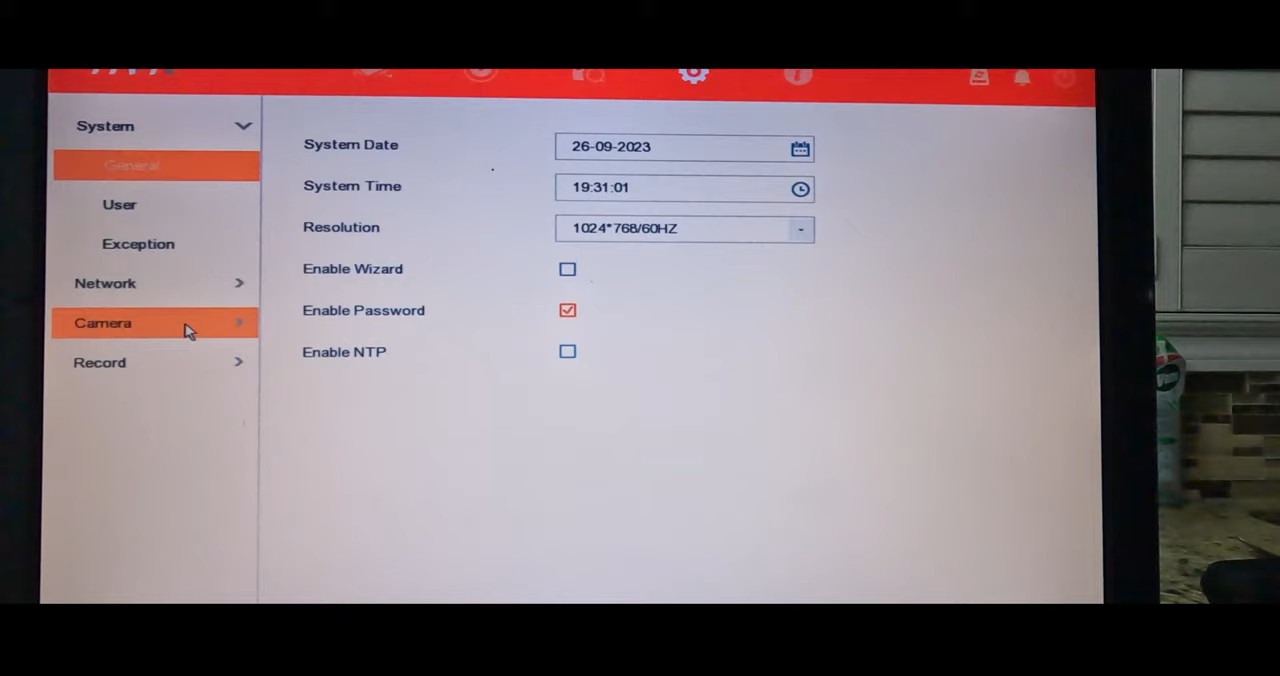 System
General
User
Exception
Network
Camera
Record
System Date 26-09-2023
System Time 19:31:01
Resolution 1024*768/60HZ
Enable Wizard
Enable Password
Enable NTP